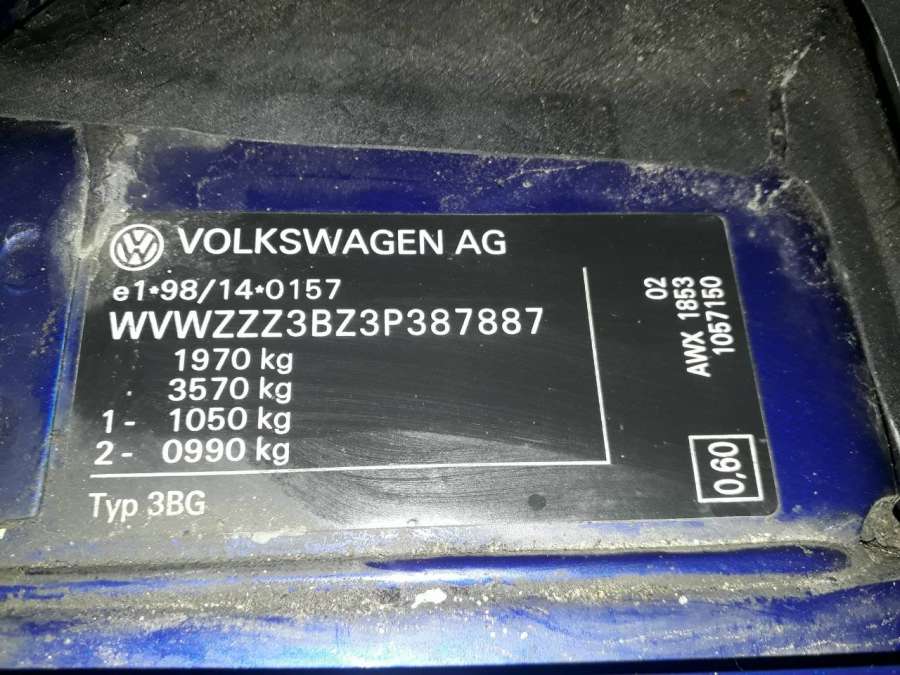 VOLKSWAGEN AG
e1*98/14*0157
WVWZZZ3BZ3P387887
1970 kg
3570 kg
1- 1050 kg
2- 0990 kg
Typ 3BG
02
AWX 1853
1057150
0,60